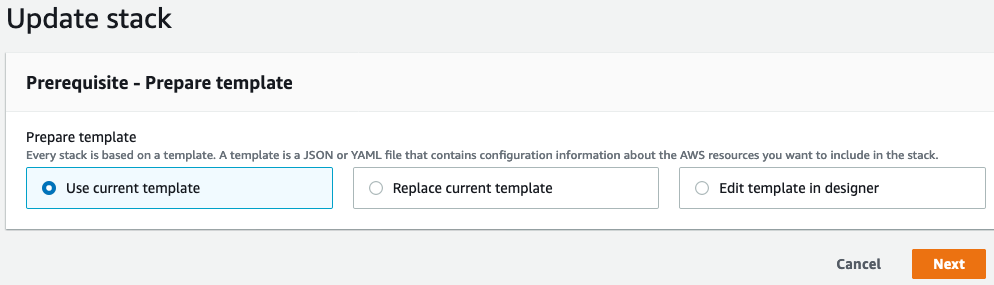 Update stack
Prerequisite - Prepare template
Prepare template
Every stack is based on a template. A template is a JSON or YAML file that contains configuration information about the AWS resources you want to include in the stack.
Use current template
Replace current template
Edit template in designer
Cancel
Next